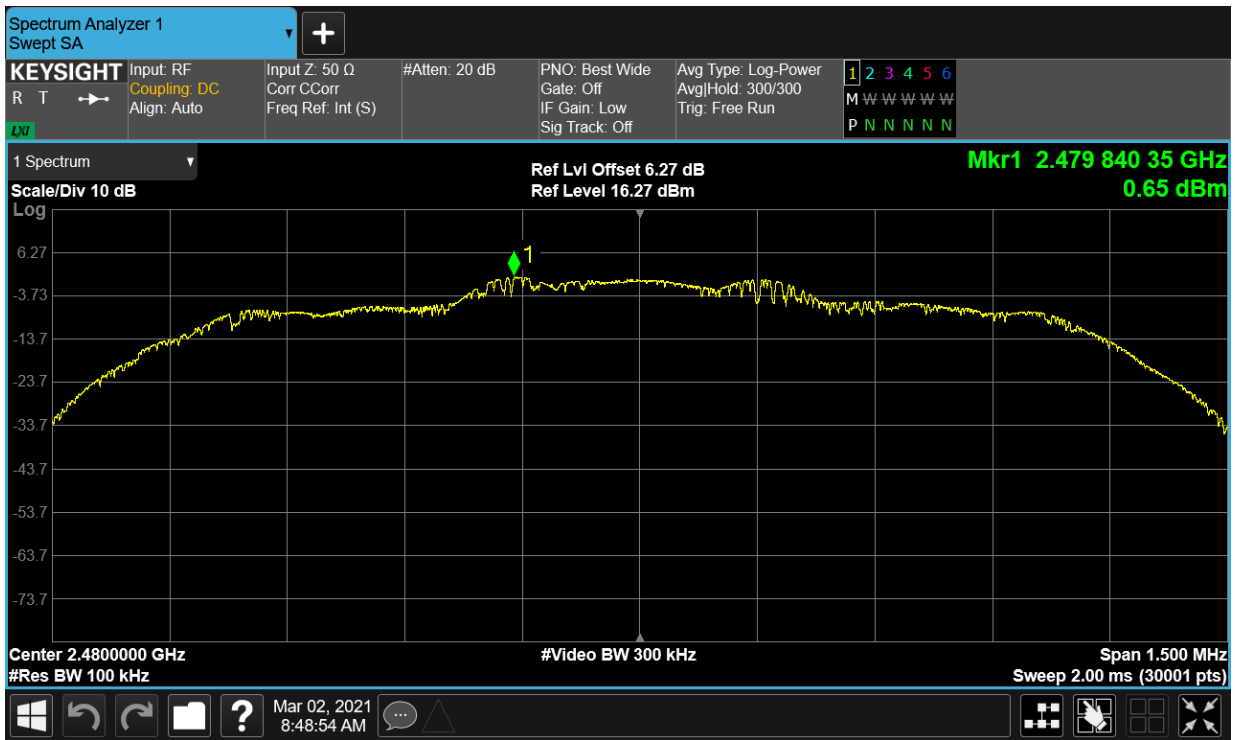 Spectrum Analyzer 1
Swept SA
KEYSIGHT
R T
LXI
Input: RF
Coupling: DC
Align: Auto
Input Z: 50 Ω
Corr CCorr
Freq Ref: Int (S)
#Atten: 20 dB
PNO: Best Wide
Gate: Off
IF Gain: Low
Sig Track: Off
Avg Type: Log-Power
Avg|Hold: 300/300
Trig: Free Run
1 2 3 4 5 6
M W W W W W
P N N N N N
1 Spectrum
Scale/Div 10 dB
Log
Ref Lvl Offset 6.27 dB
Ref Level 16.27 dBm
Mkr1 2.479 840 35 GHz
0.65 dBm
1
6.27
-3.73
-13.7
-23.7
-33.7
-43.7
-53.7
-63.7
-73.7
Center 2.4800000 GHz
#Res BW 100 kHz
#Video BW 300 kHz
Span 1.500 MHz
Sweep 2.00 ms (30001 pts)
?
Mar 02, 2021
8:48:54 AM